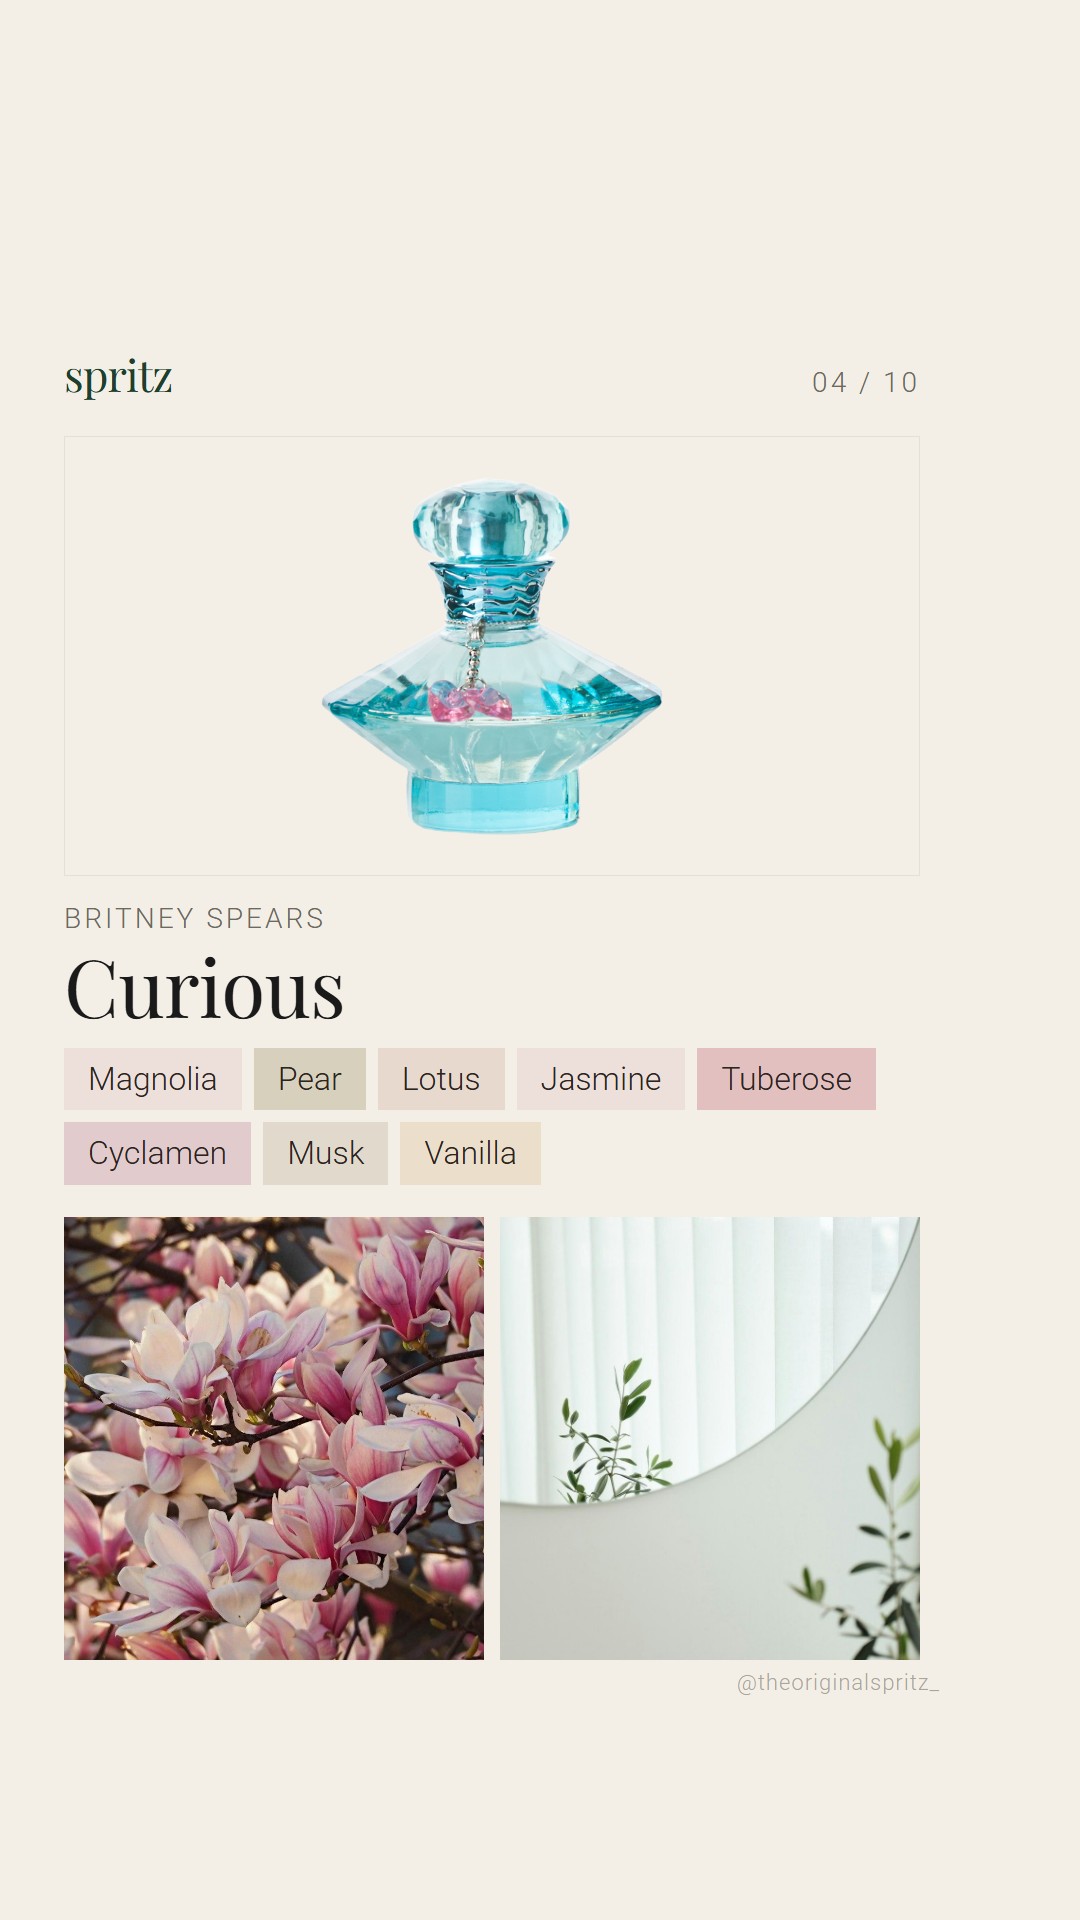 spritz
04 / 10
BRITNEY SPEARS
Curious
Magnolia Pear Lotus Jasmine Tuberose
Cyclamen Musk Vanilla
@theoriginalspritz_